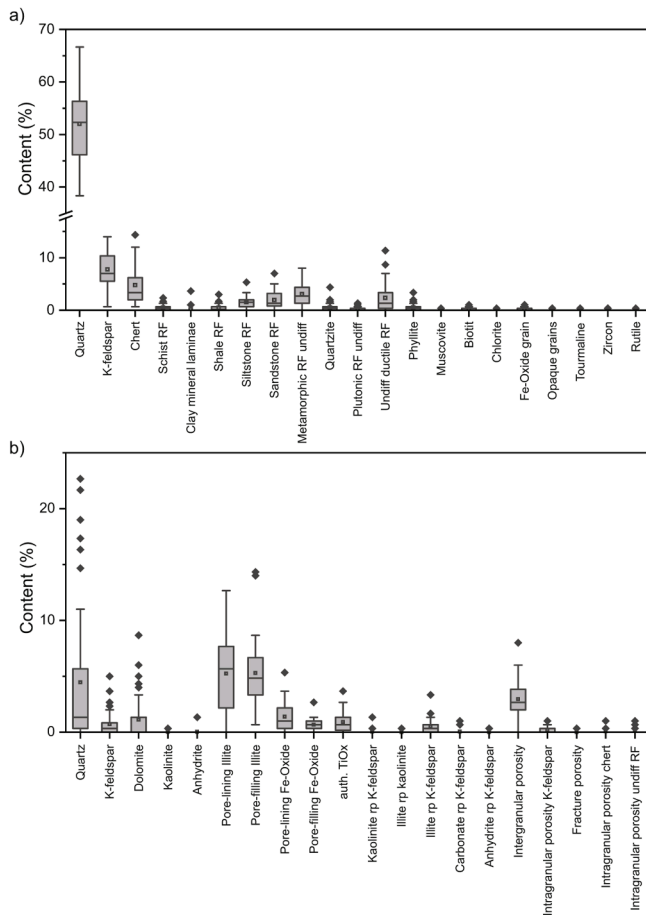 a)
70
60
50
40
10
0
Content (%)
Quartz
K-feldspar
Chert
Schist RF
Clay mineral laminae
Shale RF
Siltstone RF
Sandstone RF
Metamorphic RF undiff
Quartzite
Plutonic RF undiff
Undiff ductile RF
Phyllite
Muscovite
Biotit
Chlorite
Fe-Oxide grain
Opaque grains
Tourmaline
Zircon
Rutile
b)
20
10
0
Content (%)
Quartz
K-feldspar
Dolomite
Kaolinite
Anhydrite
Pore-lining Illite
Pore-filling Illite
Pore-lining Fe-Oxide
Pore-filling Fe-Oxide
auth. TiOx
Kaolinite rp K-feldspar
Illite rp kaolinite
Illite rp K-feldspar
Carbonate rp K-feldspar
Anhydrite rp K-feldspar
Intergranular porosity
Intragranular porosity K-feldspar
Fracture porosity
Intragranular porosity chert
Intragranular porosity undiff RF